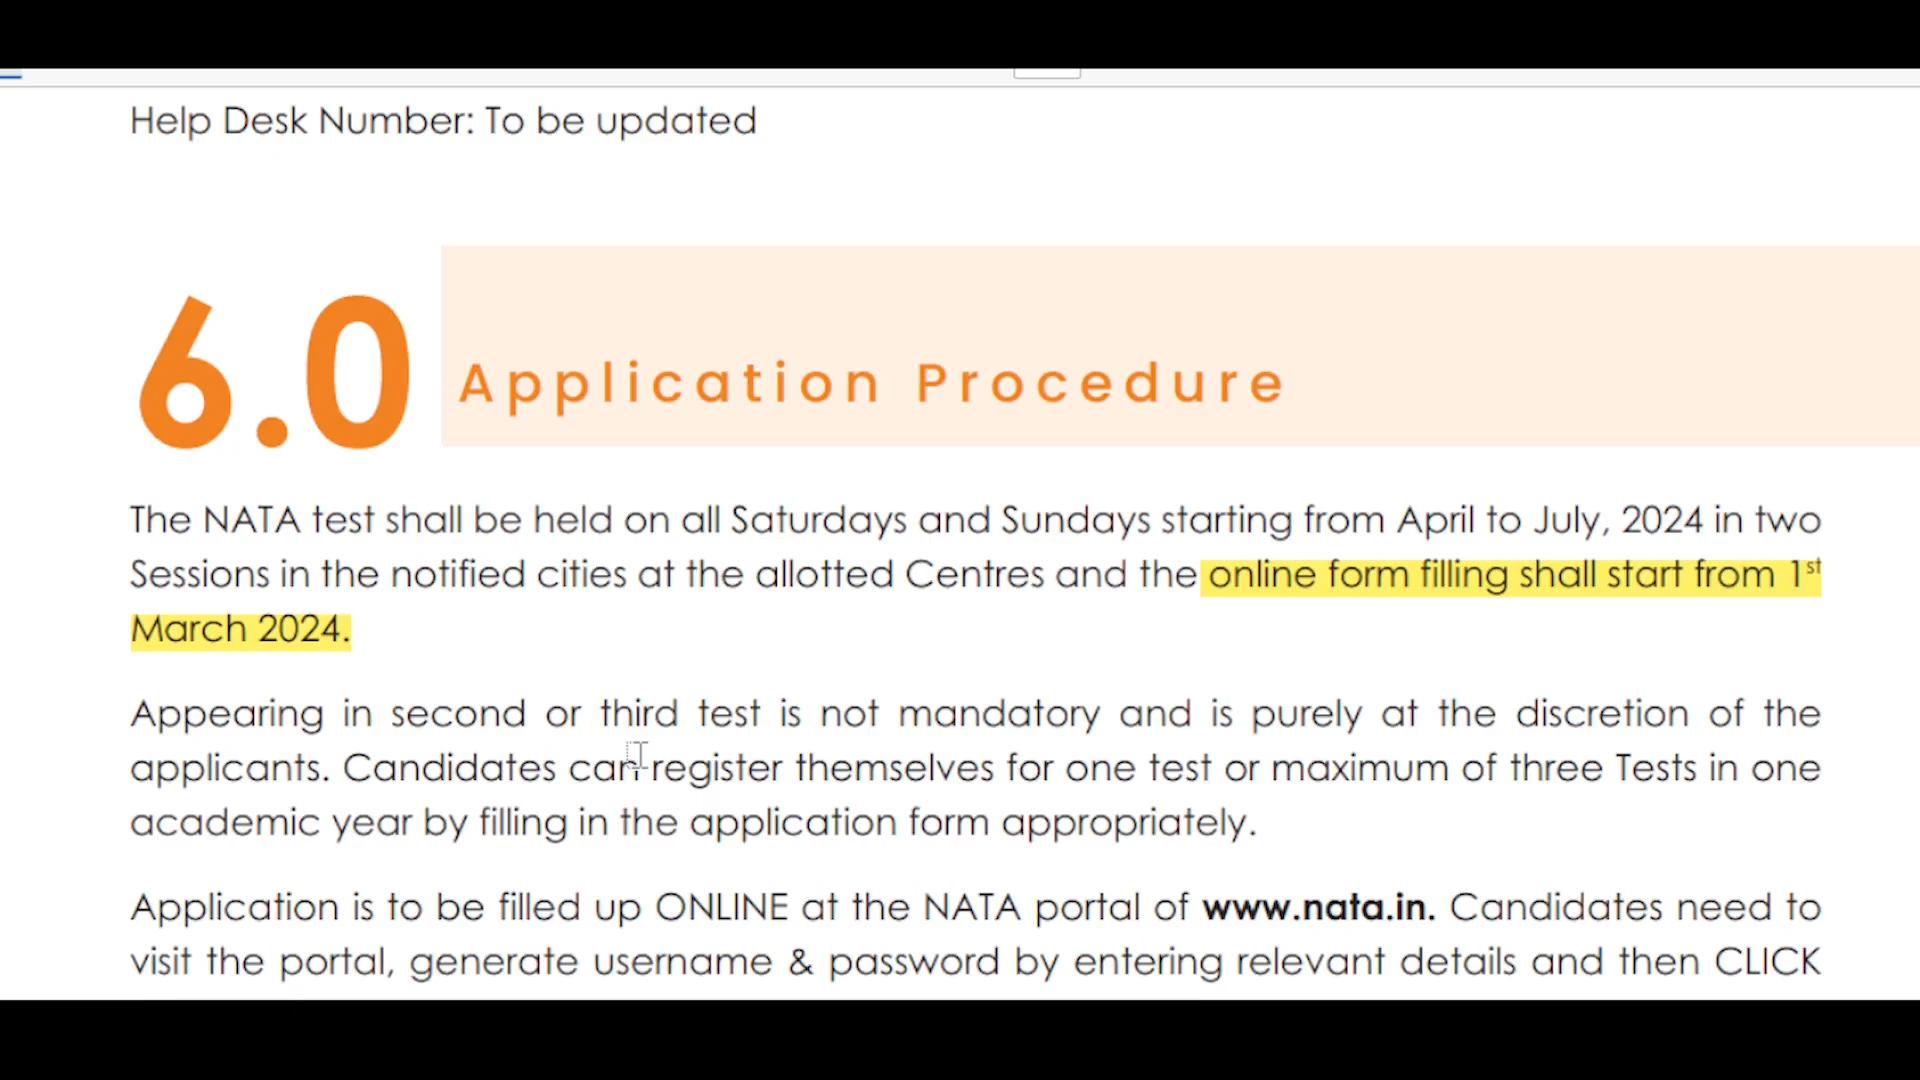 Help Desk Number: To be updated
6.0
Application Procedure
The NATA test shall be held on all Saturdays and Sundays starting from April to July, 2024 in two
Sessions in the notified cities at the allotted Centres and the online form filling shall start from 1st
March 2024.
Appearing in second or third test is not mandatory and is purely at the discretion of the
applicants. Candidates can register themselves for one test or maximum of three Tests in one
academic year by filling in the application form appropriately.
Application is to be filled up ONLINE at the NATA portal of www.nata.in. Candidates need to
visit the portal, generate username & password by entering relevant details and then CLICK